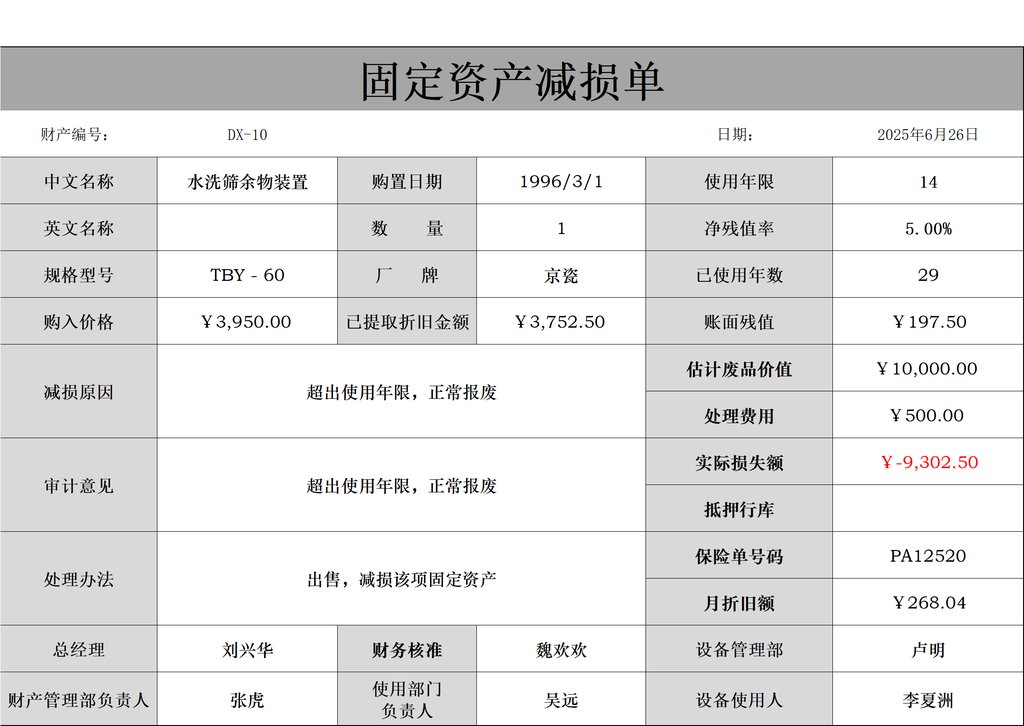 固定资产减损单
财产编号: DX-10 日期: 2025年6月26日
中文名称 水洗筛余物装置 购置日期 1996/3/1 使用年限 14
英文名称 数 量 1 净残值率 5.00%
规格型号 TBY - 60 厂 牌 京瓷 已使用年数 29
购入价格 ¥3,950.00 已提取折旧金额 ¥3,752.50 账面残值 ¥197.50
减损原因 超出使用年限，正常报废 估计废品价值 ¥10,000.00
处理费用 ¥500.00
审计意见 超出使用年限，正常报废 实际损失额 ¥-9,302.50
抵押行库
处理办法 出售，减损该项固定资产 保险单号码 PA12520
月折旧额 ¥268.04
总经理 刘兴华 财务核准 魏欢欢 设备管理部 卢明
财产管理部负责人 张虎 使用部门 吴远 设备使用人 李夏洲
负责人